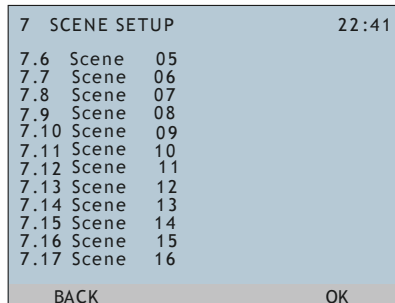 7 SCENE SETUP 22:41
7.6 Scene 05
7.7 Scene 06
7.8 Scene 07
7.9 Scene 08
7.10 Scene 09
7.11 Scene 10
7.12 Scene 11
7.13 Scene 12
7.14 Scene 13
7.15 Scene 14
7.16 Scene 15
7.17 Scene 16
BACK OK